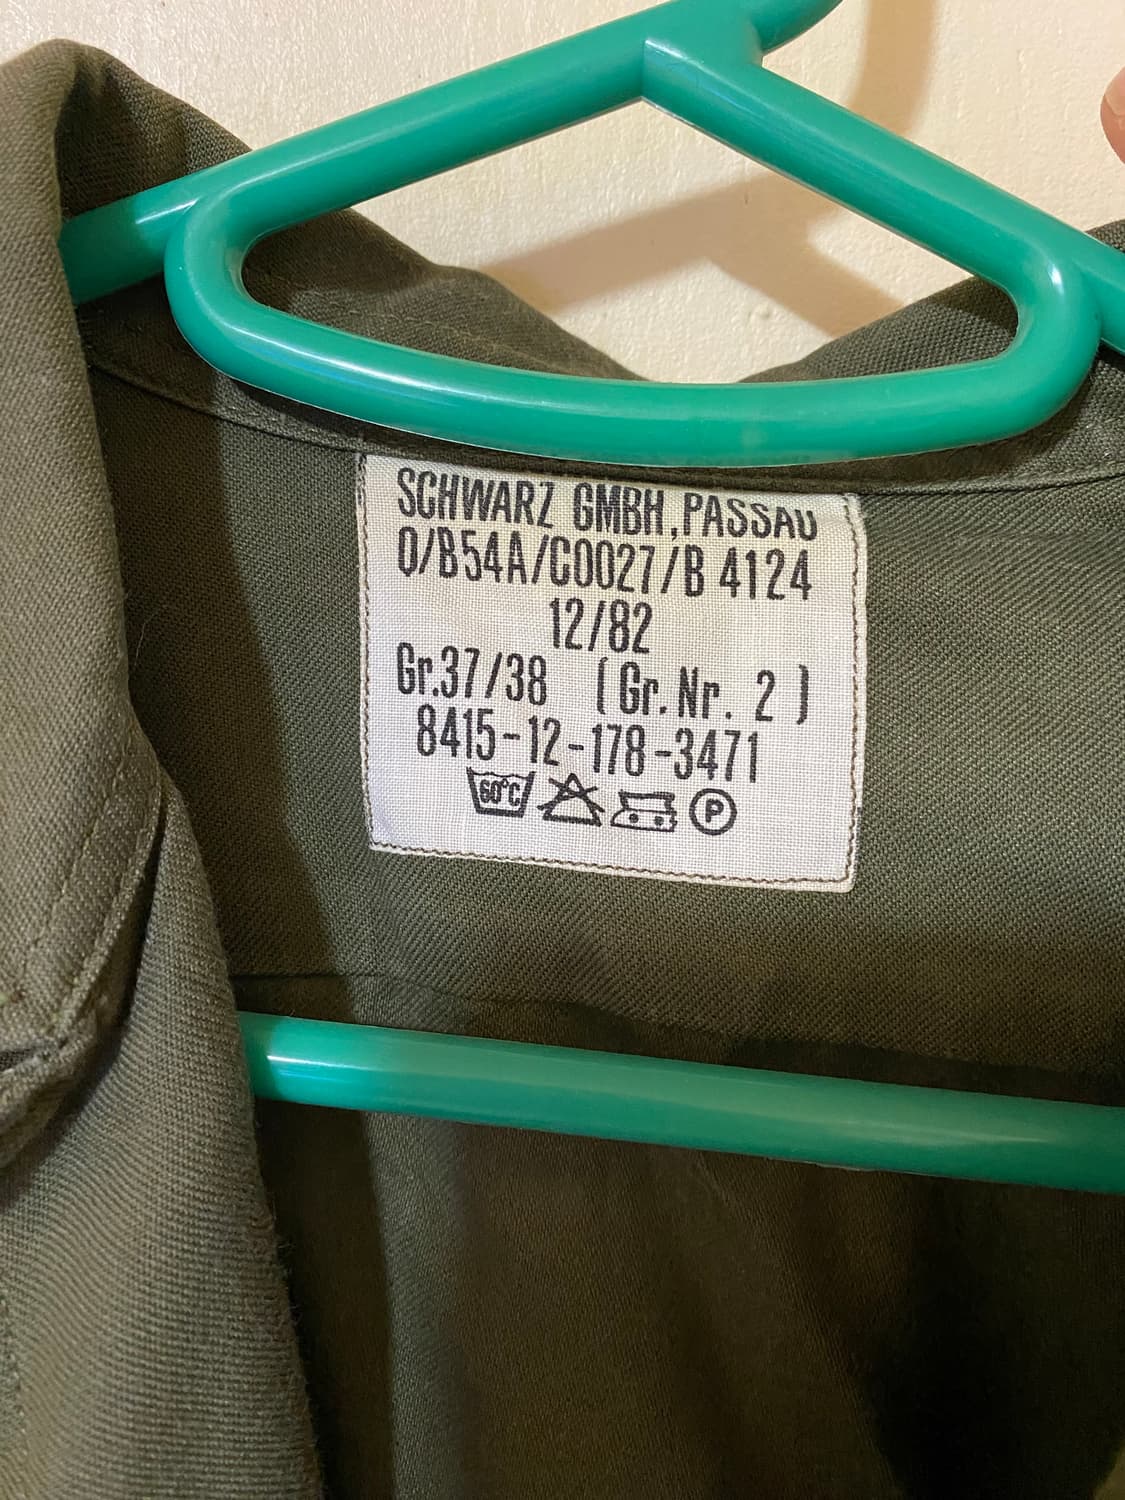 SCHWARZ GMBH, PASSAU
Q/B54A/C0027/B 4124
12/82
Gr.37/38 (Gr.Nr. 2)
8415-12-178-3471
60°C P